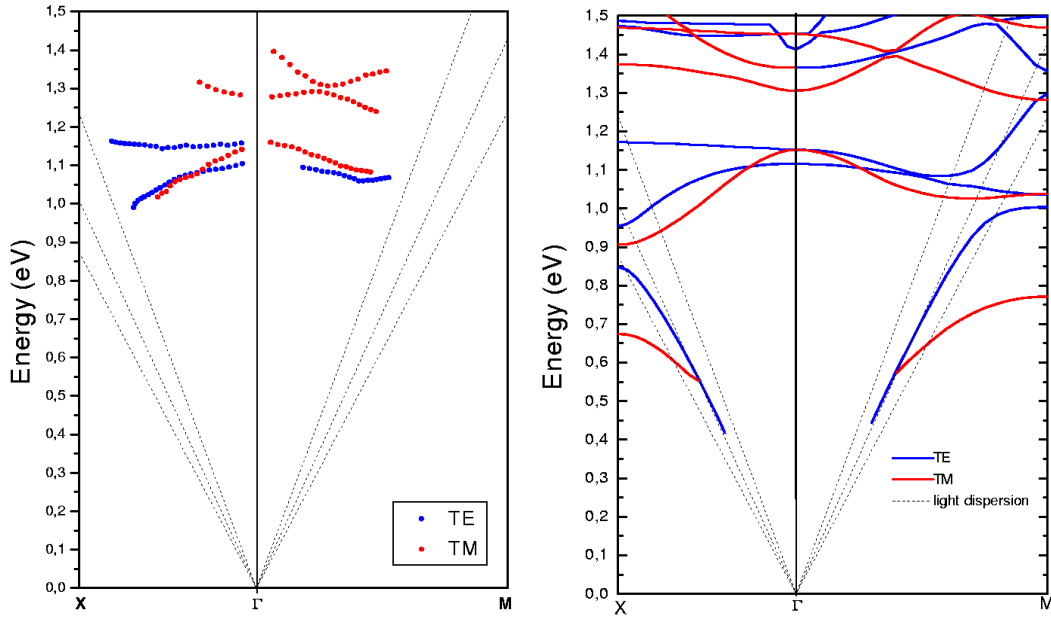 Energy (eV)
1,5
1,4
1,3
1,2
1,1
1,0
0,9
0,8
0,7
0,6
0,5
0,4
0,3
0,2
0,1
0,0
X
Γ
M
TE
TM
Energy (eV)
1,5
1,4
1,3
1,2
1,1
1,0
0,9
0,8
0,7
0,6
0,5
0,4
0,3
0,2
0,1
0,0
X
Γ
M
TE
TM
light dispersion